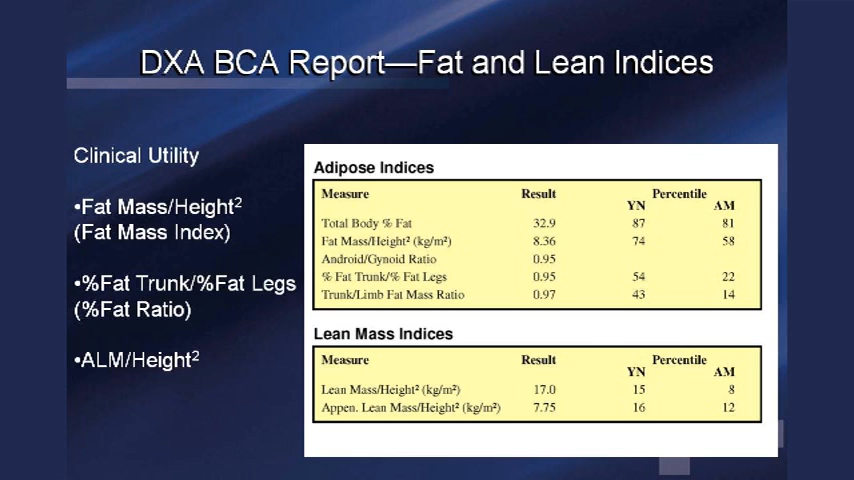 DXA BCA Report—Fat and Lean Indices
Clinical Utility
•Fat Mass/Height²
(Fat Mass Index)
•%Fat Trunk/%Fat Legs
(%Fat Ratio)
•ALM/Height²
Adipose Indices
Measure Result Percentile
YN AM
Total Body % Fat 32.9 87 81
Fat Mass/Height² (kg/m²) 8.36 74 58
Android/Gynoid Ratio 0.95
% Fat Trunk/% Fat Legs 0.95 54 22
Trunk/Limb Fat Mass Ratio 0.97 43 14
Lean Mass Indices
Measure Result Percentile
YN AM
Lean Mass/Height² (kg/m²) 17.0 15 8
Appen. Lean Mass/Height² (kg/m²) 7.75 16 12